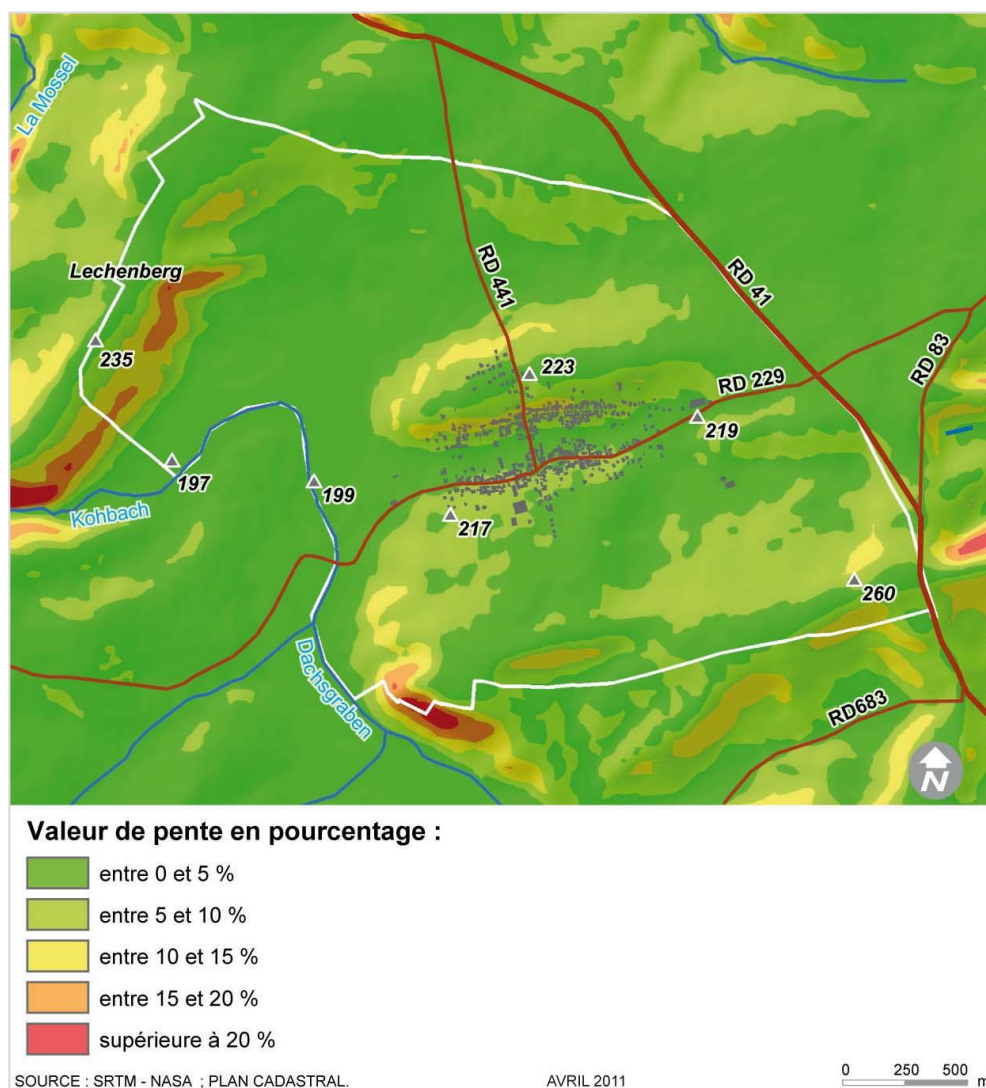 La Mossel
Lechenberg
RD 441
RD 41
235
223
RD 229
RD 83
219
197
199
Kohbach
217
260
Dachsgraben
RD683
N
Valeur de pente en pourcentage :
entre 0 et 5 %
entre 5 et 10 %
entre 10 et 15 %
entre 15 et 20 %
supérieure à 20 %
SOURCE : SRTM - NASA ; PLAN CADASTRAL.
AVRIL 2011
0 250 500 m